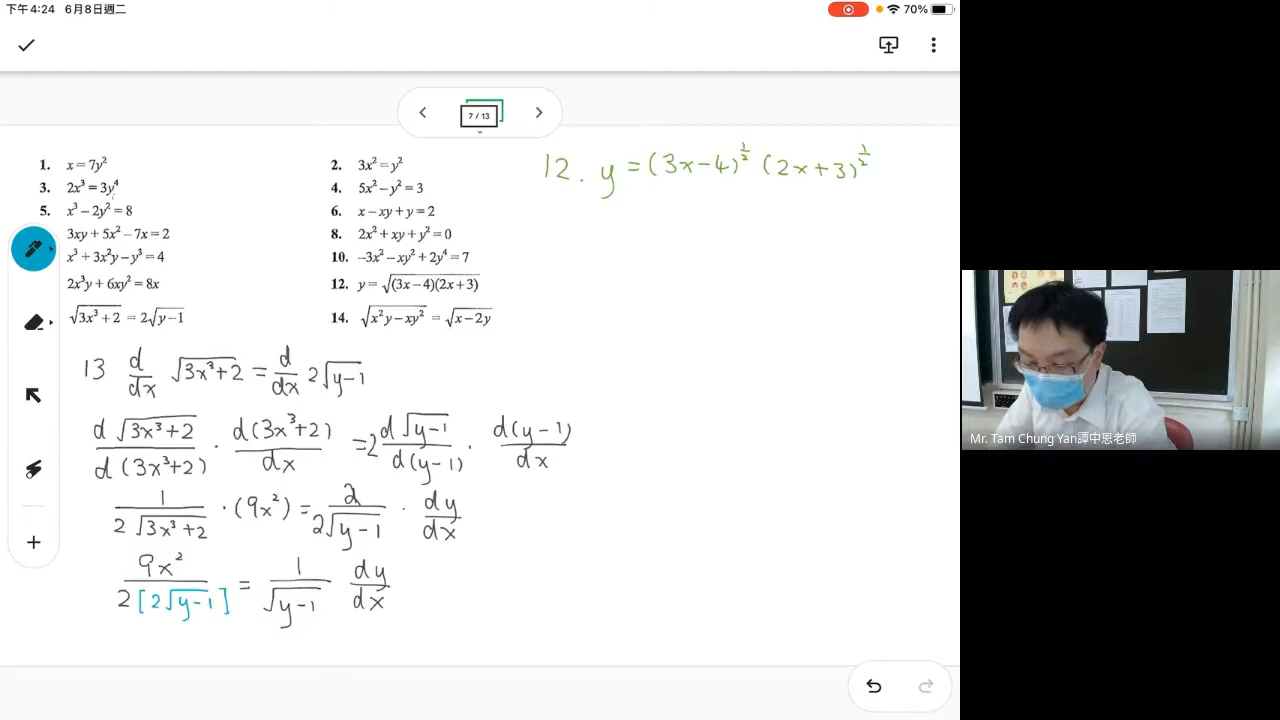 下午4:24 6月8日週二
70%
7 / 13
1. x = 7y²
2. 3x² = y²
3. 2x³ = 3y⁴
4. 5x² − y² = 3
5. x³ − 2y² = 8
6. x − xy + y = 2
3xy + 5x² − 7x = 2
8. 2x² + xy + y² = 0
x³ + 3x²y − y³ = 4
10. −3x² − xy² + 2y⁴ = 7
2x³y + 6xy² = 8x
12. y = √((3x − 4)(2x + 3))
√(3x³ + 2) = 2√(y − 1)
14. √(x²y − xy²) = √(x − 2y)
12. y = (3x − 4)^(1/2) (2x + 3)^(1/2)
13 d/dx √(3x³ + 2) = d/dx 2√(y − 1)
d√(3x³ + 2)/d(3x³ + 2) · d(3x³ + 2)/dx = 2 d√(y − 1)/d(y − 1) · d(y − 1)/dx
1/(2√(3x³ + 2)) · (9x²) = 2/(2√(y − 1)) · dy/dx
9x²/(2[2√(y − 1)]) = 1/√(y − 1) dy/dx
Mr. Tam Chung Yan譚中恩老師